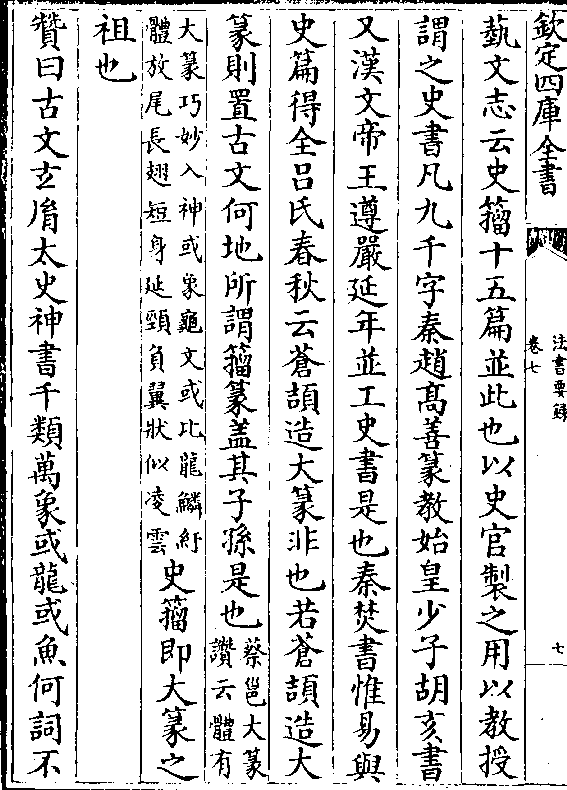 欽定四庫全書
法書要録
卷七
七
藝文志云史籀十五篇並此也以史官製之用以教授
謂之史書凡九千字秦趙髙善篆教始皇少子胡亥書
又漢文帝王遵嚴延年並工史書是也秦焚書惟易與
史篇得全呂氏春秋云蒼頡造大篆非也若蒼頡造大
篆則置古文何地所謂籀篆盖其子孫是也
蔡邕大篆
讚云體有
大篆巧妙入神或象龜文或比龍鱗紓
體放尾長翅短身延頸負翼狀似凌雲
史籀即大篆之
祖也
贊曰古文玄胤太史神書千類萬象或龍或魚何詞不